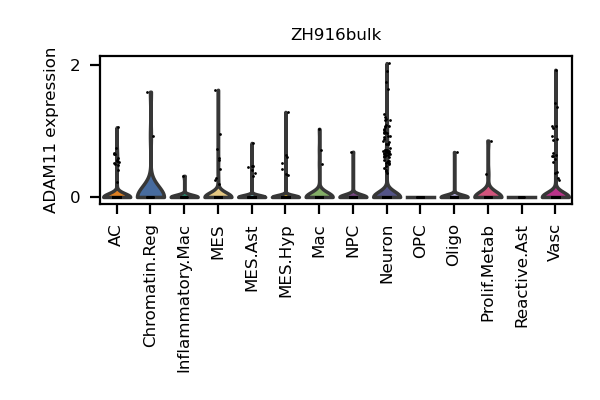 ZH916bulk
ADAM11 expression
2
0
AC
Chromatin.Reg
Inflammatory.Mac
MES
MES.Ast
MES.Hyp
Mac
NPC
Neuron
OPC
Oligo
Prolif.Metab
Reactive.Ast
Vasc